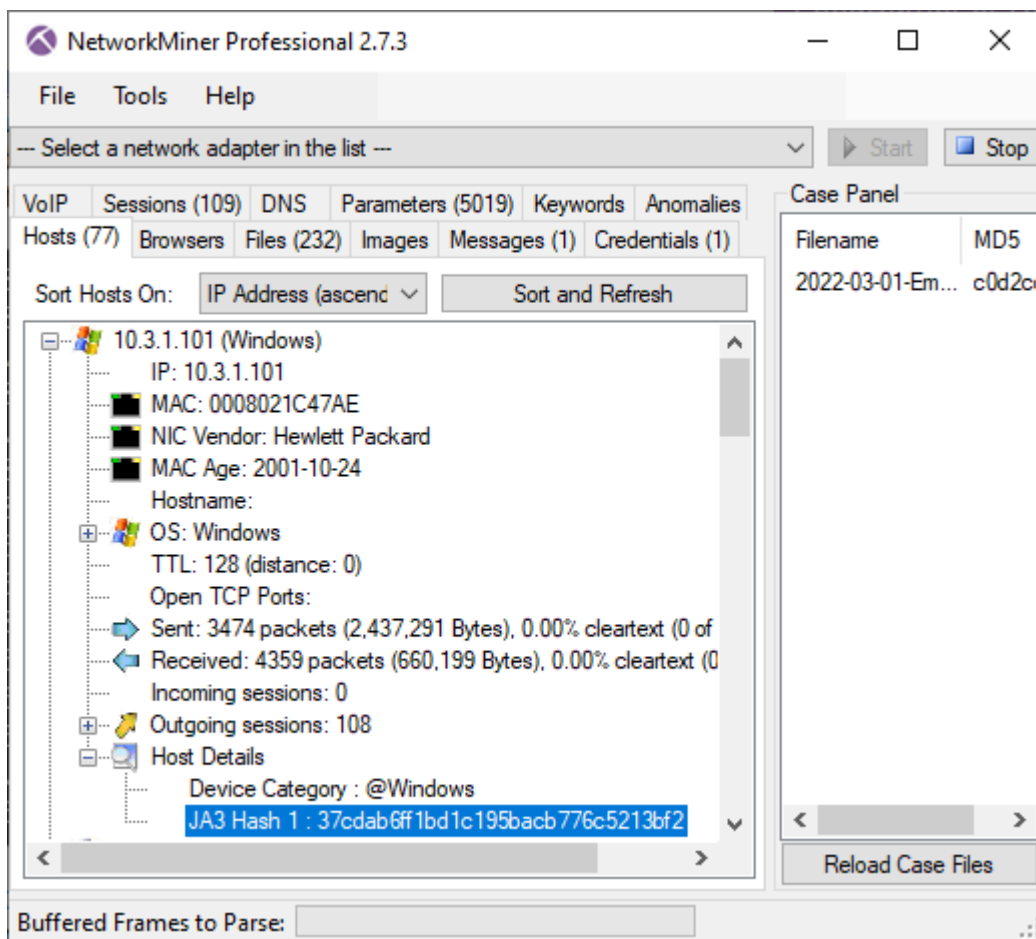 NetworkMiner Professional 2.7.3
File Tools Help
--- Select a network adapter in the list ---
Start
Stop
VoIP Sessions (109) DNS Parameters (5019) Keywords Anomalies
Hosts (77) Browsers Files (232) Images Messages (1) Credentials (1)
Sort Hosts On: IP Address (ascend Sort and Refresh
10.3.1.101 (Windows)
IP: 10.3.1.101
MAC: 0008021C47AE
NIC Vendor: Hewlett Packard
MAC Age: 2001-10-24
Hostname:
OS: Windows
TTL: 128 (distance: 0)
Open TCP Ports:
Sent: 3474 packets (2,437,291 Bytes), 0.00% cleartext (0 of
Received: 4359 packets (660,199 Bytes), 0.00% cleartext (0
Incoming sessions: 0
Outgoing sessions: 108
Host Details
Device Category : @Windows
JA3 Hash 1 : 37cdab6ff1bd1c195bacb776c5213bf2
Case Panel
Filename MD5
2022-03-01-Em... c0d2c
Reload Case Files
Buffered Frames to Parse: